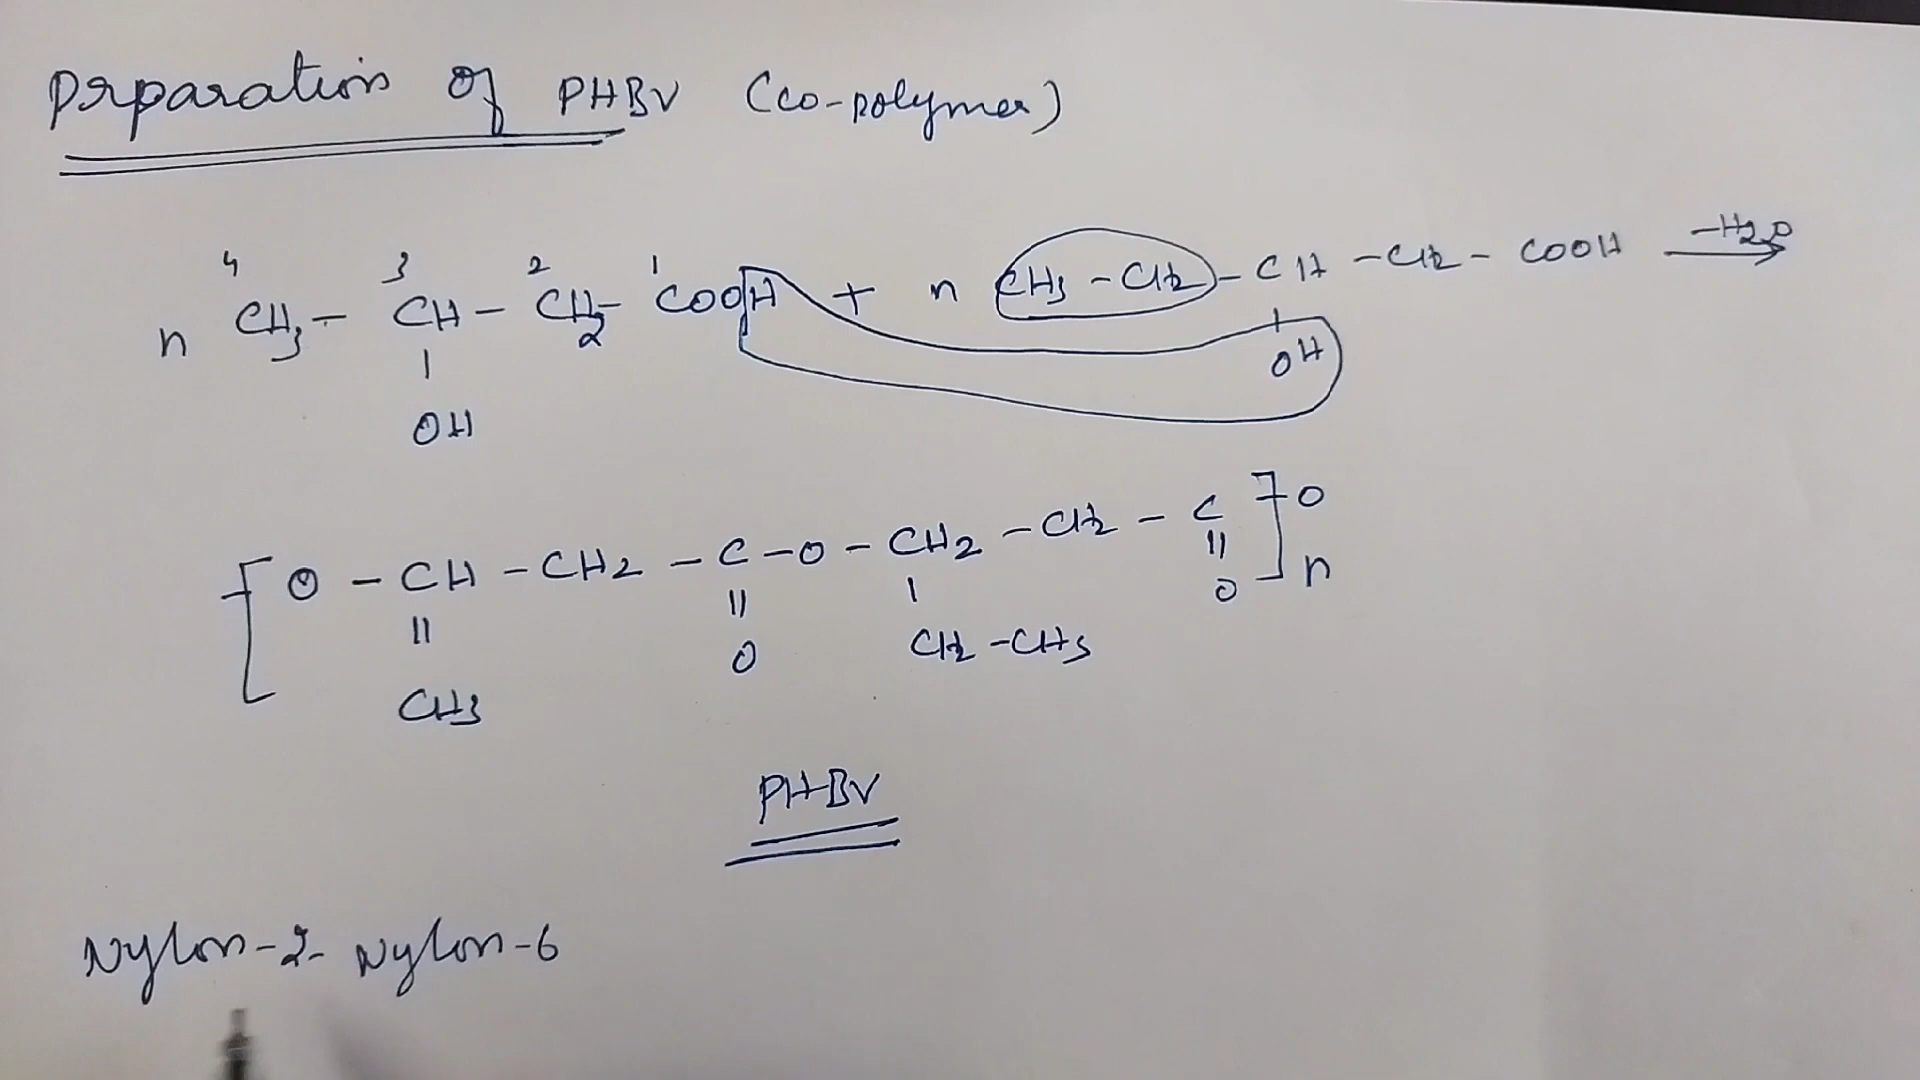 Prparation of PHBV (co-polymer)
4 3 2 1
n CH3 - CH - CH2 - COOH + n CH3 - CH2 - CH - CH2 - COOH -H2O
OH OH
[ O - CH - CH2 - C - O - CH2 - CH2 - C ] O n
|| || | ||
CH3 O CH2 - CH3 O
PHBV
Nylon-2- Nylon-6